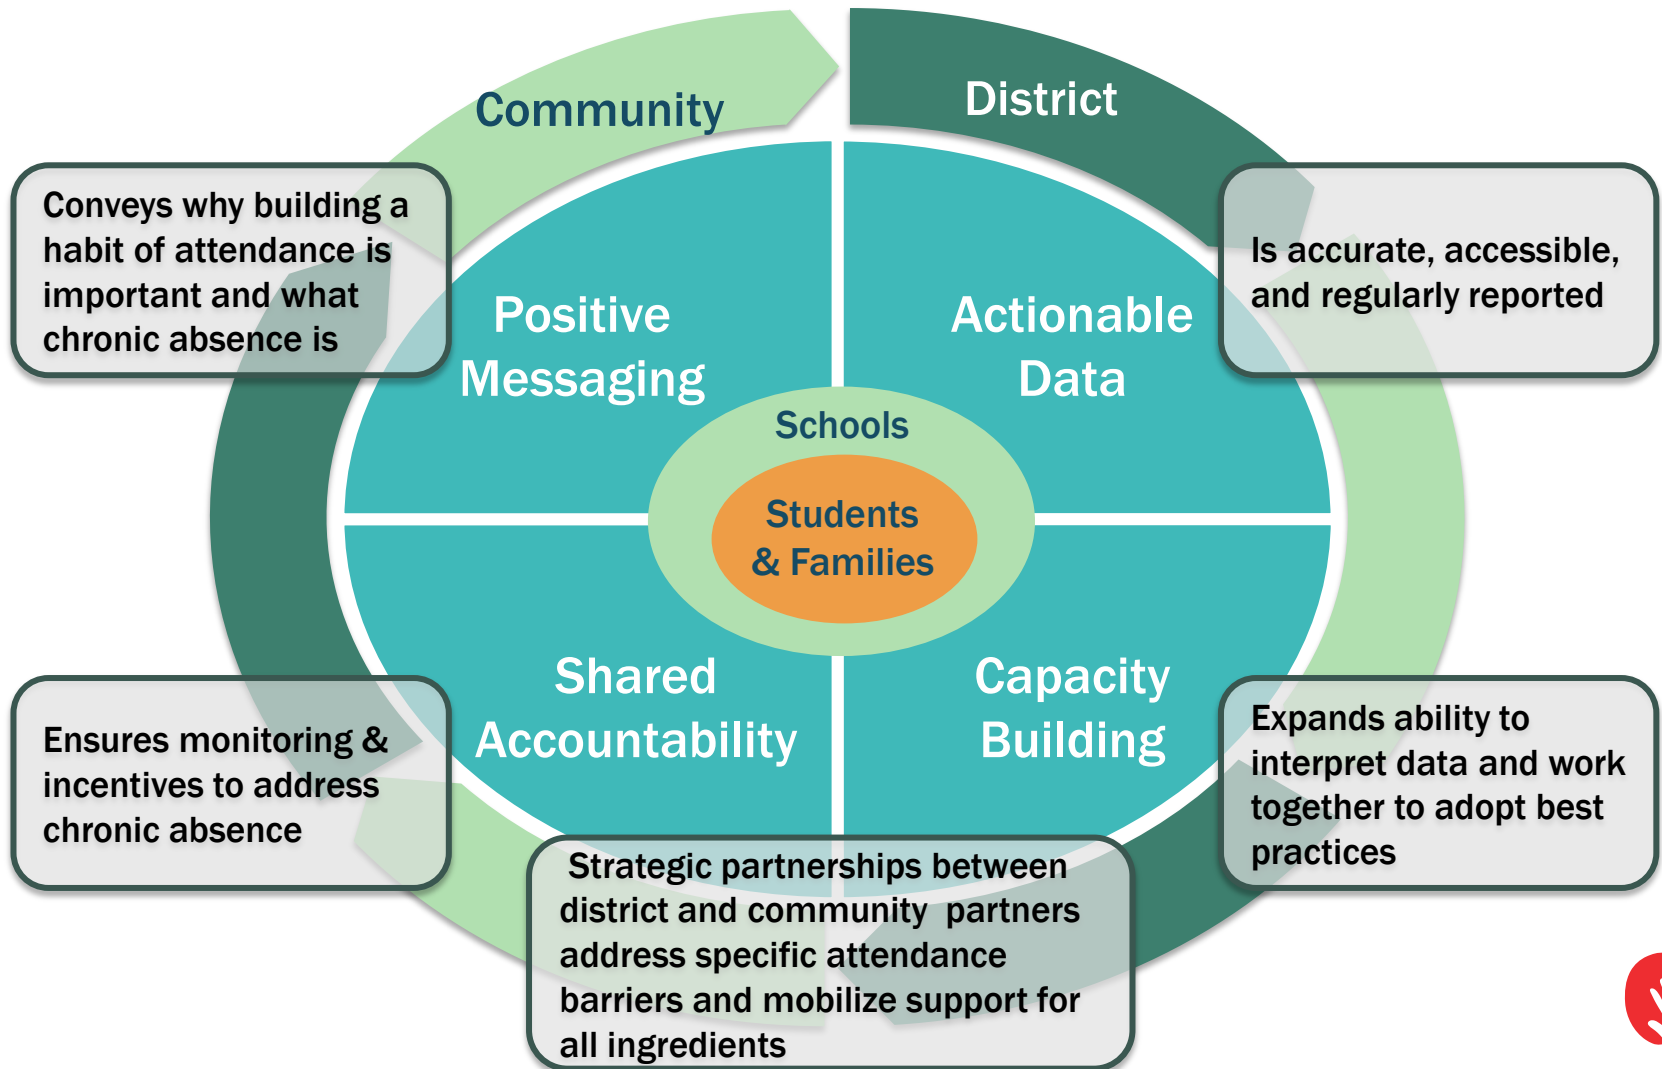 Community
District
Conveys why building a
habit of attendance is
important and what
chronic absence is
Is accurate, accessible,
and regularly reported
Positive
Messaging
Actionable
Data
Schools
Students
& Families
Shared
Accountability
Capacity
Building
Ensures monitoring &
incentives to address
chronic absence
Expands ability to
interpret data and work
together to adopt best
practices
Strategic partnerships between
district and community partners
address specific attendance
barriers and mobilize support for
all ingredients